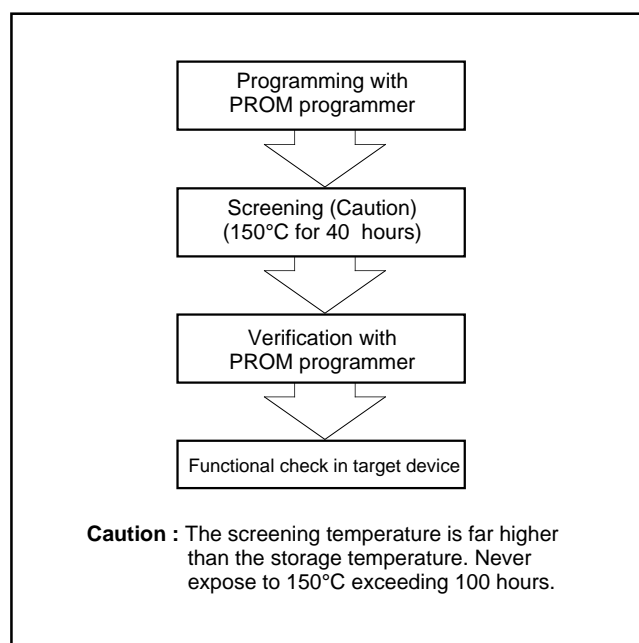 Programming with
PROM programmer
Screening (Caution)
(150°C for 40 hours)
Verification with
PROM programmer
Functional check in target device
Caution : The screening temperature is far higher
than the storage temperature. Never
expose to 150°C exceeding 100 hours.